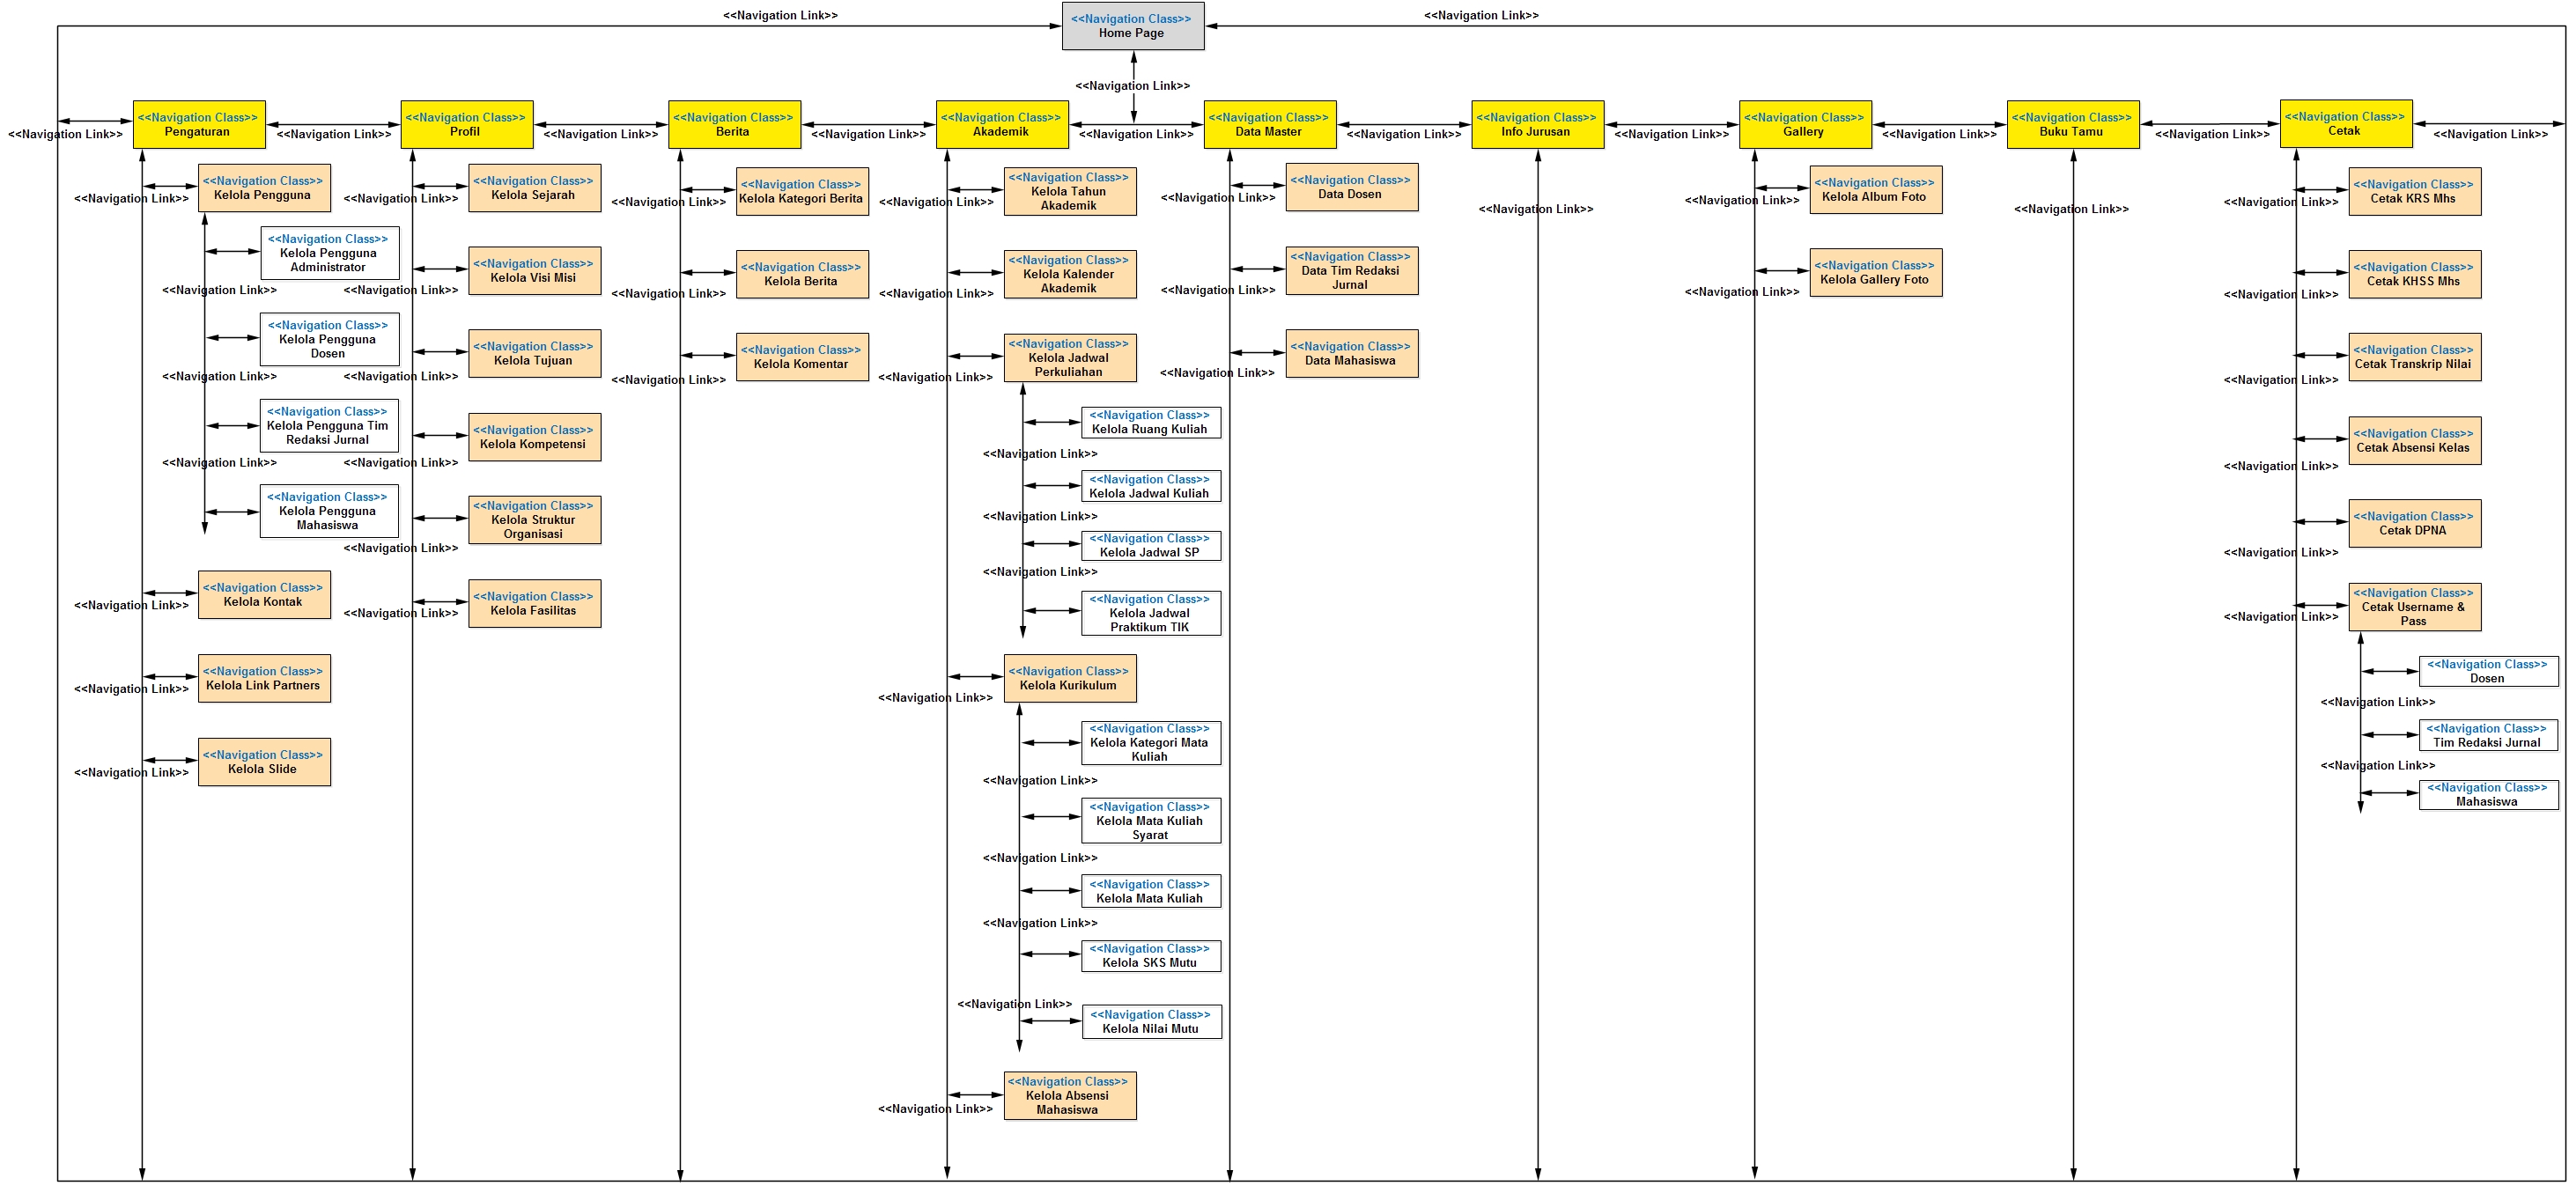 <<Navigation Link>>
<<Navigation Class>>
Home Page
<<Navigation Link>>
<<Navigation Link>>
<<Navigation Link>>
<<Navigation Class>>
Pengaturan
<<Navigation Link>>
<<Navigation Class>>
Profil
<<Navigation Link>>
<<Navigation Class>>
Berita
<<Navigation Link>>
<<Navigation Class>>
Akademik
<<Navigation Link>>
<<Navigation Class>>
Data Master
<<Navigation Link>>
<<Navigation Class>>
Info Jurusan
<<Navigation Link>>
<<Navigation Class>>
Gallery
<<Navigation Link>>
<<Navigation Class>>
Buku Tamu
<<Navigation Link>>
<<Navigation Class>>
Cetak
<<Navigation Link>>
<<Navigation Class>>
Kelola Pengguna
<<Navigation Link>>
<<Navigation Class>>
Kelola Pengguna
Administrator
<<Navigation Link>>
<<Navigation Class>>
Kelola Pengguna
Dosen
<<Navigation Link>>
<<Navigation Class>>
Kelola Pengguna Tim
Redaksi Jurnal
<<Navigation Link>>
<<Navigation Class>>
Kelola Pengguna
Mahasiswa
<<Navigation Class>>
Kelola Kontak
<<Navigation Link>>
<<Navigation Class>>
Kelola Link Partners
<<Navigation Link>>
<<Navigation Class>>
Kelola Slide
<<Navigation Link>>
<<Navigation Class>>
Kelola Sejarah
<<Navigation Link>>
<<Navigation Class>>
Kelola Visi Misi
<<Navigation Link>>
<<Navigation Class>>
Kelola Tujuan
<<Navigation Link>>
<<Navigation Class>>
Kelola Kompetensi
<<Navigation Link>>
<<Navigation Class>>
Kelola Struktur
Organisasi
<<Navigation Link>>
<<Navigation Class>>
Kelola Fasilitas
<<Navigation Link>>
<<Navigation Class>>
Kelola Kategori Berita
<<Navigation Link>>
<<Navigation Class>>
Kelola Berita
<<Navigation Link>>
<<Navigation Class>>
Kelola Komentar
<<Navigation Link>>
<<Navigation Class>>
Kelola Tahun
Akademik
<<Navigation Link>>
<<Navigation Class>>
Kelola Kalender
Akademik
<<Navigation Link>>
<<Navigation Class>>
Kelola Jadwal
Perkuliahan
<<Navigation Link>>
<<Navigation Class>>
Kelola Ruang Kuliah
<<Navigation Link>>
<<Navigation Class>>
Kelola Jadwal Kuliah
<<Navigation Link>>
<<Navigation Class>>
Kelola Jadwal SP
<<Navigation Link>>
<<Navigation Class>>
Kelola Jadwal
Praktikum TIK
<<Navigation Class>>
Kelola Kurikulum
<<Navigation Link>>
<<Navigation Class>>
Kelola Kategori Mata
Kuliah
<<Navigation Link>>
<<Navigation Class>>
Kelola Mata Kuliah
Syarat
<<Navigation Link>>
<<Navigation Class>>
Kelola Mata Kuliah
<<Navigation Link>>
<<Navigation Class>>
Kelola SKS Mutu
<<Navigation Link>>
<<Navigation Class>>
Kelola Nilai Mutu
<<Navigation Class>>
Kelola Absensi
Mahasiswa
<<Navigation Link>>
<<Navigation Class>>
Data Dosen
<<Navigation Link>>
<<Navigation Class>>
Data Tim Redaksi
Jurnal
<<Navigation Link>>
<<Navigation Class>>
Data Mahasiswa
<<Navigation Link>>
<<Navigation Link>>
<<Navigation Class>>
Kelola Album Foto
<<Navigation Link>>
<<Navigation Class>>
Kelola Gallery Foto
<<Navigation Link>>
<<Navigation Link>>
<<Navigation Class>>
Cetak KRS Mhs
<<Navigation Link>>
<<Navigation Class>>
Cetak KHSS Mhs
<<Navigation Link>>
<<Navigation Class>>
Cetak Transkrip Nilai
<<Navigation Link>>
<<Navigation Class>>
Cetak Absensi Kelas
<<Navigation Link>>
<<Navigation Class>>
Cetak DPNA
<<Navigation Link>>
<<Navigation Class>>
Cetak Username &
Pass
<<Navigation Link>>
<<Navigation Class>>
Dosen
<<Navigation Link>>
<<Navigation Class>>
Tim Redaksi Jurnal
<<Navigation Link>>
<<Navigation Class>>
Mahasiswa